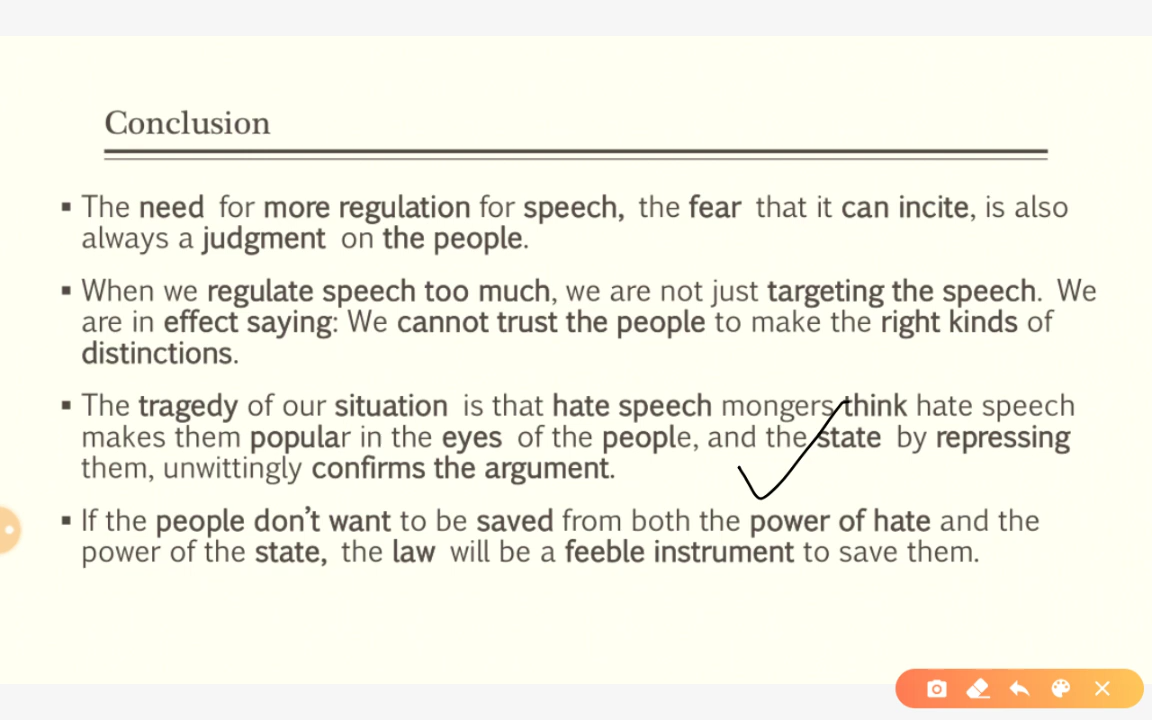 Conclusion
▪ The need for more regulation for speech, the fear that it can incite, is also
always a judgment on the people.
▪ When we regulate speech too much, we are not just targeting the speech. We
are in effect saying: We cannot trust the people to make the right kinds of
distinctions.
▪ The tragedy of our situation is that hate speech mongers think hate speech
makes them popular in the eyes of the people, and the state by repressing
them, unwittingly confirms the argument.
▪ If the people don’t want to be saved from both the power of hate and the
power of the state, the law will be a feeble instrument to save them.